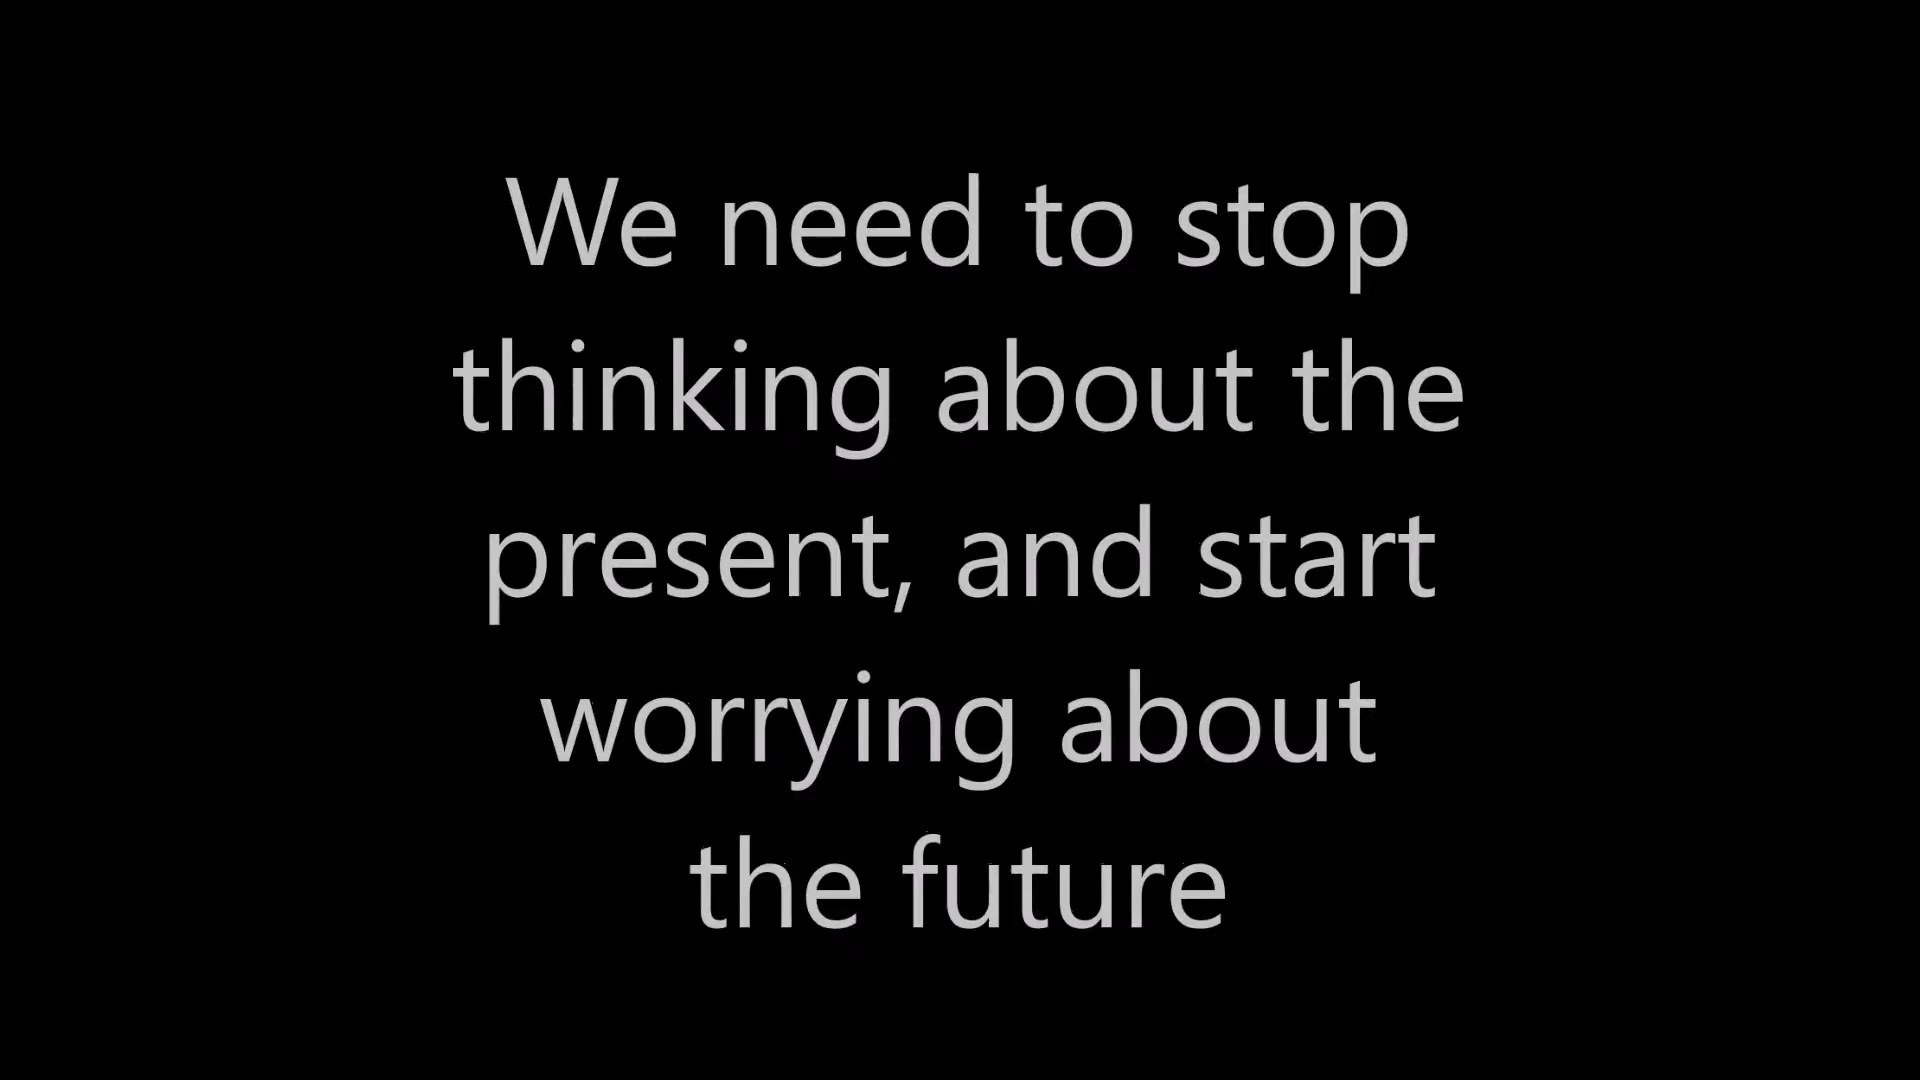 We need to stop
thinking about the
present, and start
worrying about
the future